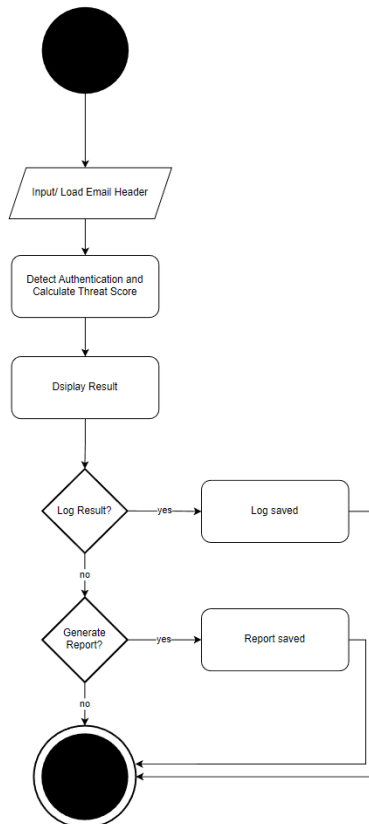 Input/ Load Email Header
Detect Authentication and
Calculate Threat Score
Dsiplay Result
Log Result?
yes
Log saved
no
Generate
Report?
yes
Report saved
no